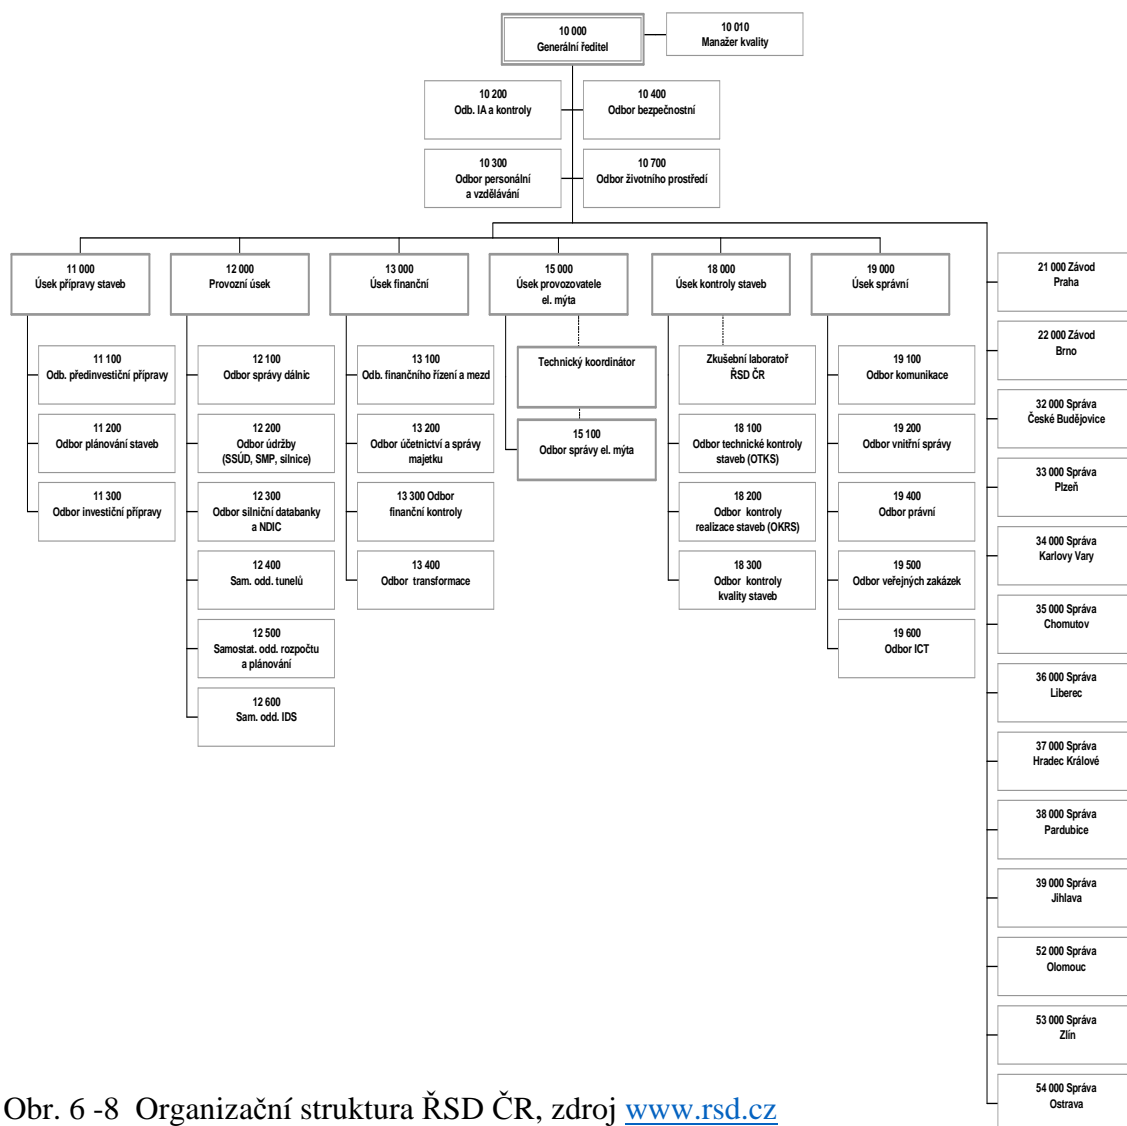 10 000
Generální ředitel
10 010
Manažer kvality
10 200
Odb. IA a kontroly
10 400
Odbor bezpečnostní
10 300
Odbor personální
a vzdělávání
10 700
Odbor životního prostředí
11 000
Úsek přípravy staveb
12 000
Provozní úsek
13 000
Úsek finanční
15 000
Úsek provozovatele
el. mýta
18 000
Úsek kontroly staveb
19 000
Úsek správní
11 100
Odb. předinvestiční přípravy
11 200
Odbor plánování staveb
11 300
Odbor investiční přípravy
12 100
Odbor správy dálnic
12 200
Odbor údržby
(SSÚD, SMP, silnice)
12 300
Odbor silniční databanky
a NDIC
12 400
Sam. odd. tunelů
12 500
Samostat. odd. rozpočtu
a plánování
12 600
Sam. odd. IDS
13 100
Odb. finančního řízení a mezd
13 200
Odbor účetnictví a správy
majetku
13 300 Odbor
finanční kontroly
13 400
Odbor transformace
Technický koordinátor
15 100
Odbor správy el. mýta
Zkušební laboratoř
ŘSD ČR
18 100
Odbor technické kontroly
staveb (OTKS)
18 200
Odbor kontroly
realizace staveb (OKRS)
18 300
Odbor kontroly
kvality staveb
19 100
Odbor komunikace
19 200
Odbor vnitřní správy
19 400
Odbor právní
19 500
Odbor veřejných zakázek
19 600
Odbor ICT
21 000 Závod
Praha
22 000 Závod
Brno
32 000 Správa
České Budějovice
33 000 Správa
Plzeň
34 000 Správa
Karlovy Vary
35 000 Správa
Chomutov
36 000 Správa
Liberec
37 000 Správa
Hradec Králové
38 000 Správa
Pardubice
39 000 Správa
Jihlava
52 000 Správa
Olomouc
53 000 Správa
Zlín
54 000 Správa
Ostrava
Obr. 6 -8 Organizační struktura ŘSD ČR, zdroj www.rsd.cz